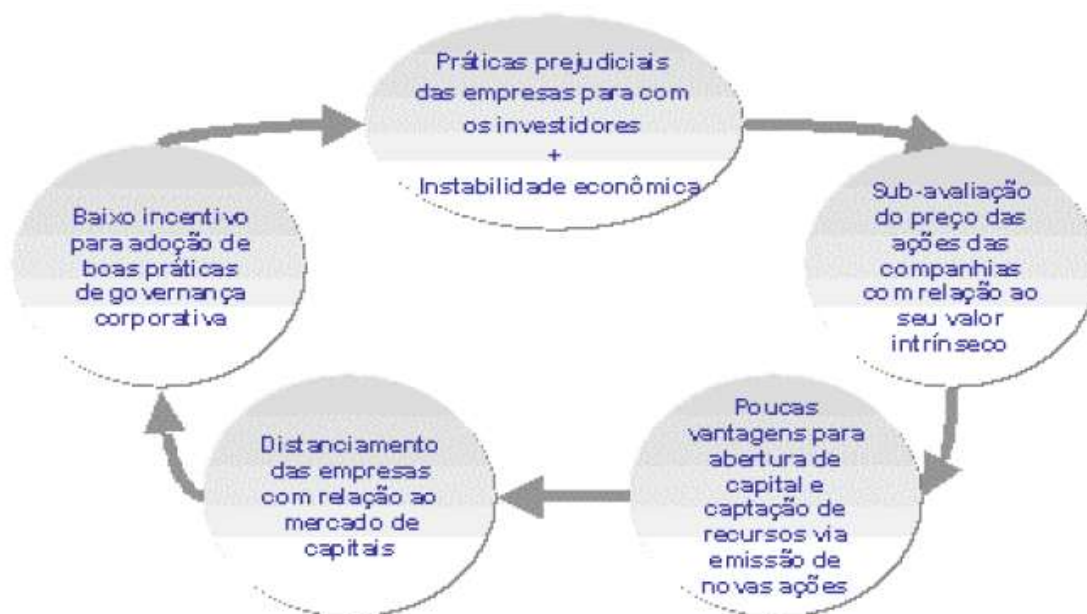 Práticas prejudiciais
das empresas para com
os investidores
+
Instabilidade econômica
Sub-avaliação
do preço das
ações das
companhias
com relação ao
seu valor
intrínseco
Poucas
vantagens para
abertura de
capital e
captação de
recursos via
emissão de
novas ações
Distanciamento
das empresas
com relação ao
mercado de
capitais
Baixo incentivo
para adoção de
boas práticas
de governança
corporativa